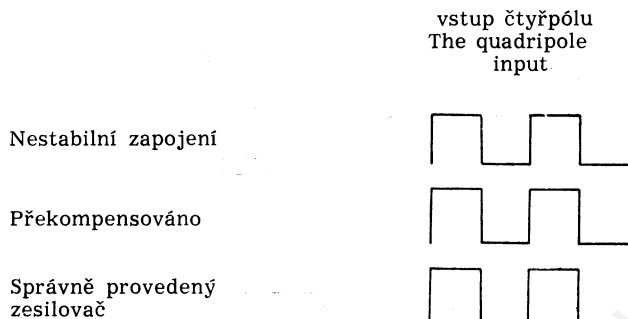 vstup čtyřpólu
The quadripole
input
Nestabilní zapojení
Překompensováno
Správně provedený
zesilovač